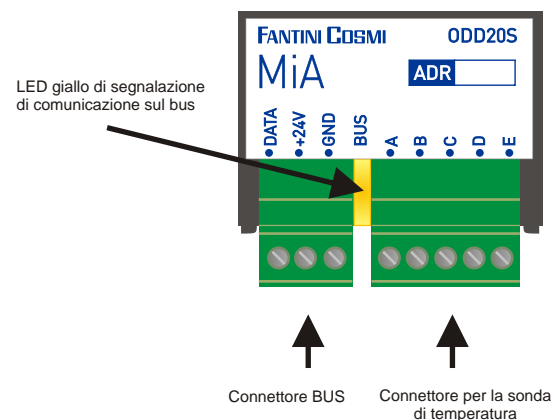 FANTINI COSMI ODD20S
MiA ADR
LED giallo di segnalazione
di comunicazione sul bus
•DATA •+24V •GND BUS •A •B •C •D •E
Connettore BUS
Connettore per la sonda
di temperatura